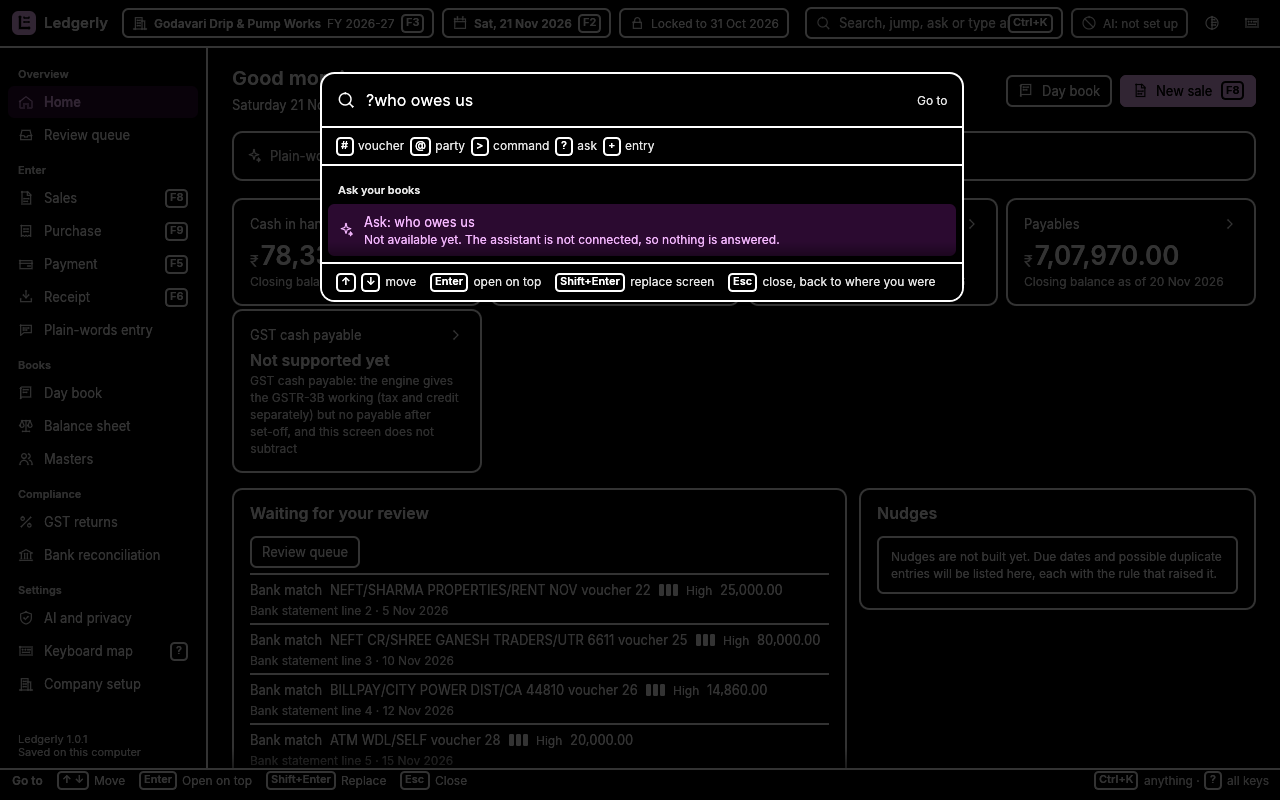 Ledgerly
Godavari Drip & Pump Works FY 2026-27 F3
Sat, 21 Nov 2026 F2
Locked to 31 Oct 2026
Search, jump, ask or type a Ctrl+K
AI: not set up
Overview
Home
Review queue
Enter
Sales F8
Purchase F9
Payment F5
Receipt F6
Plain-words entry
Books
Day book
Balance sheet
Masters
Compliance
GST returns
Bank reconciliation
Settings
AI and privacy
Keyboard map ?
Company setup
Ledgerly 1.0.1
Saved on this computer
Good mor
Saturday 21 No
Day book
New sale F8
?who owes us
Go to
# voucher @ party > command ? ask + entry
Ask your books
Ask: who owes us
Not available yet. The assistant is not connected, so nothing is answered.
↑ ↓ move Enter open on top Shift+Enter replace screen Esc close, back to where you were
Plain-wo
Cash in han
₹78,33
Closing bala
Payables
₹7,07,970.00
Closing balance as of 20 Nov 2026
GST cash payable
Not supported yet
GST cash payable: the engine gives
the GSTR-3B working (tax and credit
separately) but no payable after
set-off, and this screen does not
subtract
Waiting for your review
Review queue
Bank match NEFT/SHARMA PROPERTIES/RENT NOV voucher 22 High 25,000.00
Bank statement line 2 · 5 Nov 2026
Bank match NEFT CR/SHREE GANESH TRADERS/UTR 6611 voucher 25 High 80,000.00
Bank statement line 3 · 10 Nov 2026
Bank match BILLPAY/CITY POWER DIST/CA 44810 voucher 26 High 14,860.00
Bank statement line 4 · 12 Nov 2026
Bank match ATM WDL/SELF voucher 28 High 20,000.00
Bank statement line 5 · 15 Nov 2026
Nudges
Nudges are not built yet. Due dates and possible duplicate
entries will be listed here, each with the rule that raised it.
Go to ↑ ↓ Move Enter Open on top Shift+Enter Replace Esc Close
Ctrl+K anything · ? all keys